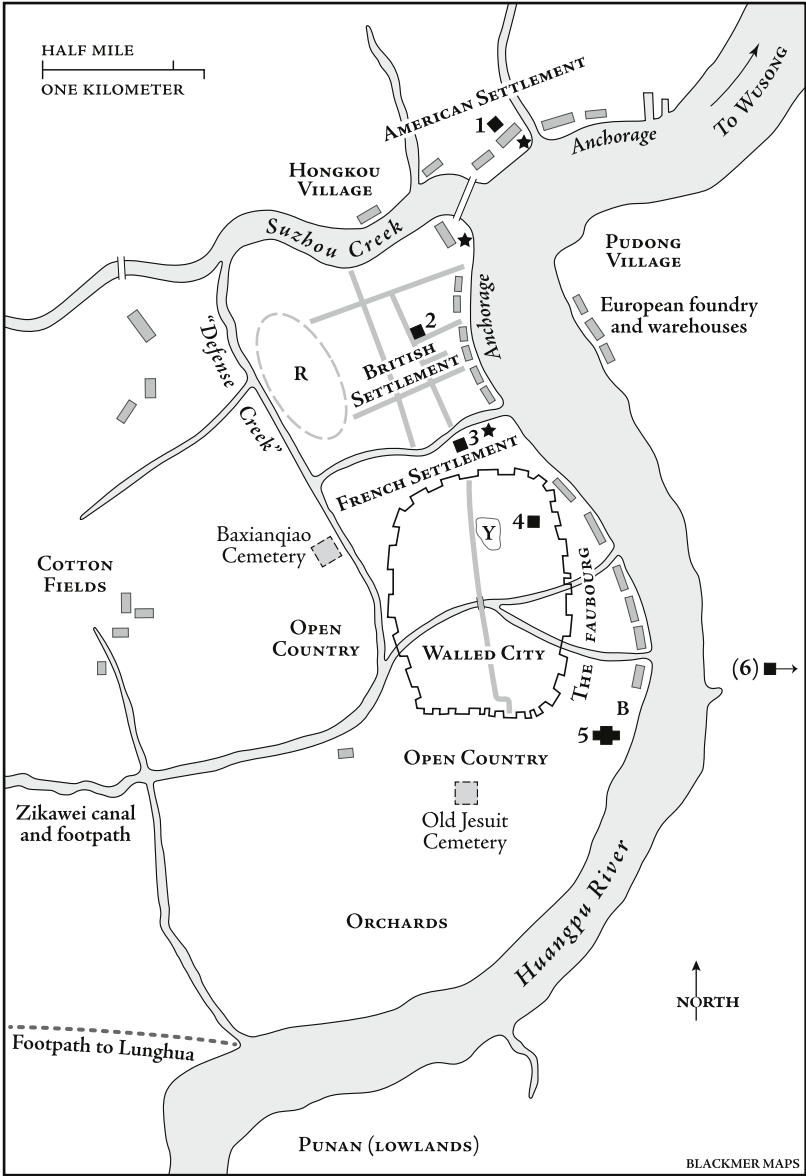 HALF MILE
ONE KILOMETER
AMERICAN SETTLEMENT
1
Anchorage
To Wusong
HONGKOU
VILLAGE
Suzhou Creek
PUDONG
VILLAGE
European foundry
and warehouses
"Defense
Creek"
R
2
BRITISH
SETTLEMENT
Anchorage
3
FRENCH SETTLEMENT
Y
4
Baxianqiao
Cemetery
COTTON
FIELDS
OPEN
COUNTRY
WALLED CITY
THE FAUBOURG
(6)
B
5
OPEN COUNTRY
Old Jesuit
Cemetery
Zikawei canal
and footpath
ORCHARDS
Huangpu River
NORTH
Footpath to Lunghua
PUNAN (LOWLANDS)
BLACKMER MAPS